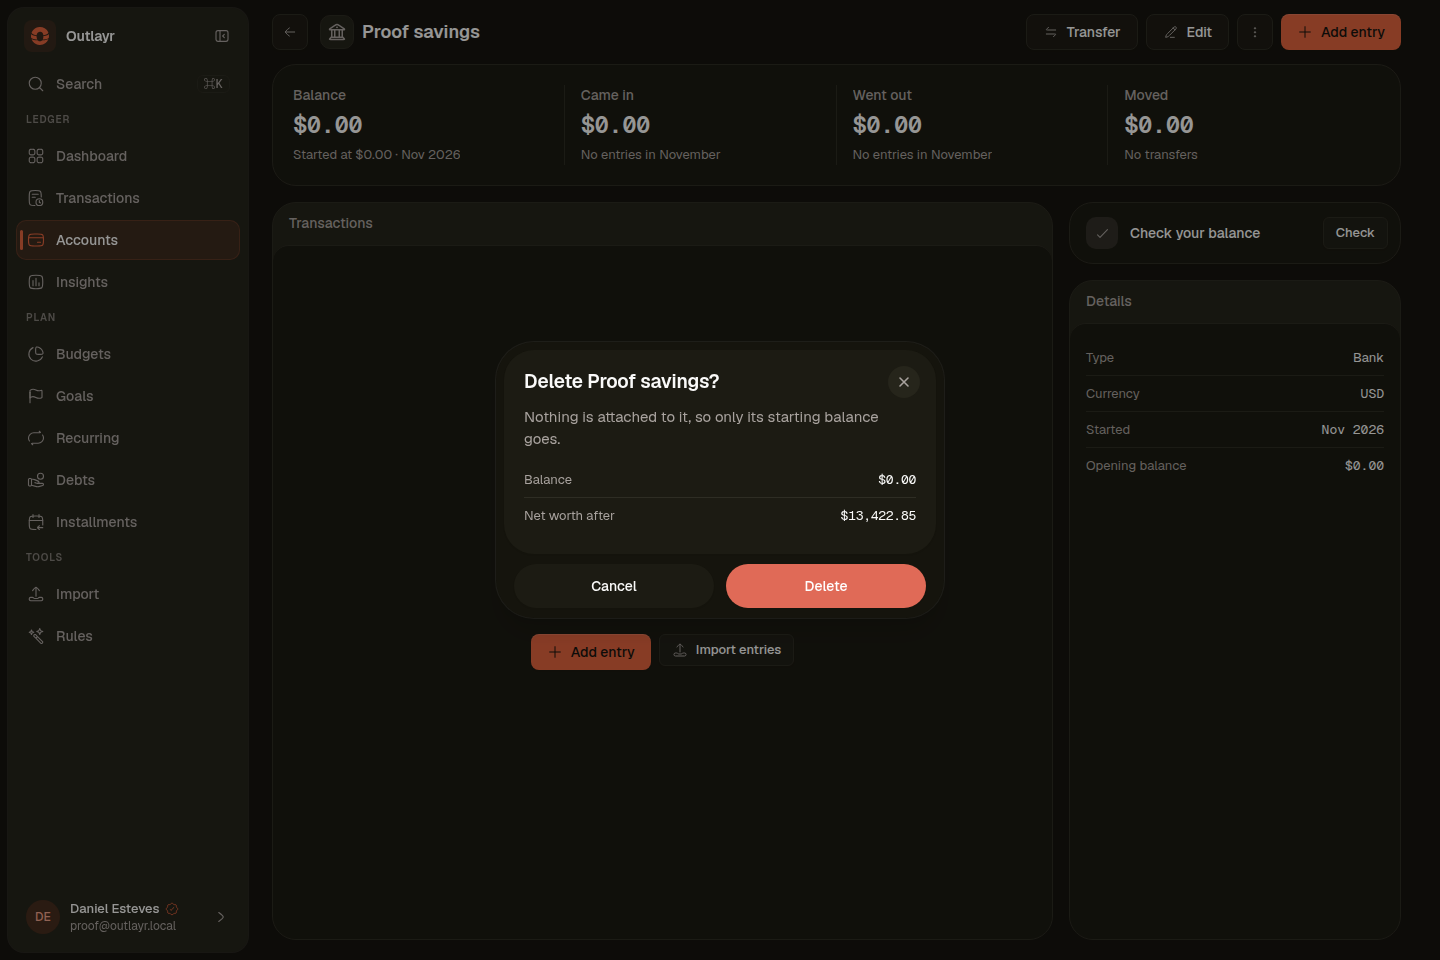 Outlayr
Search
⌘K
LEDGER
Dashboard
Transactions
Accounts
Insights
PLAN
Budgets
Goals
Recurring
Debts
Installments
TOOLS
Import
Rules
DE
Daniel Esteves
proof@outlayr.local
Proof savings
Transfer
Edit
Add entry
Balance
$0.00
Started at $0.00 · Nov 2026
Came in
$0.00
No entries in November
Went out
$0.00
No entries in November
Moved
$0.00
No transfers
Transactions
Delete Proof savings?
Nothing is attached to it, so only its starting balance
goes.
Balance $0.00
Net worth after $13,422.85
Cancel
Delete
Add entry
Import entries
Check your balance
Check
Details
Type Bank
Currency USD
Started Nov 2026
Opening balance $0.00